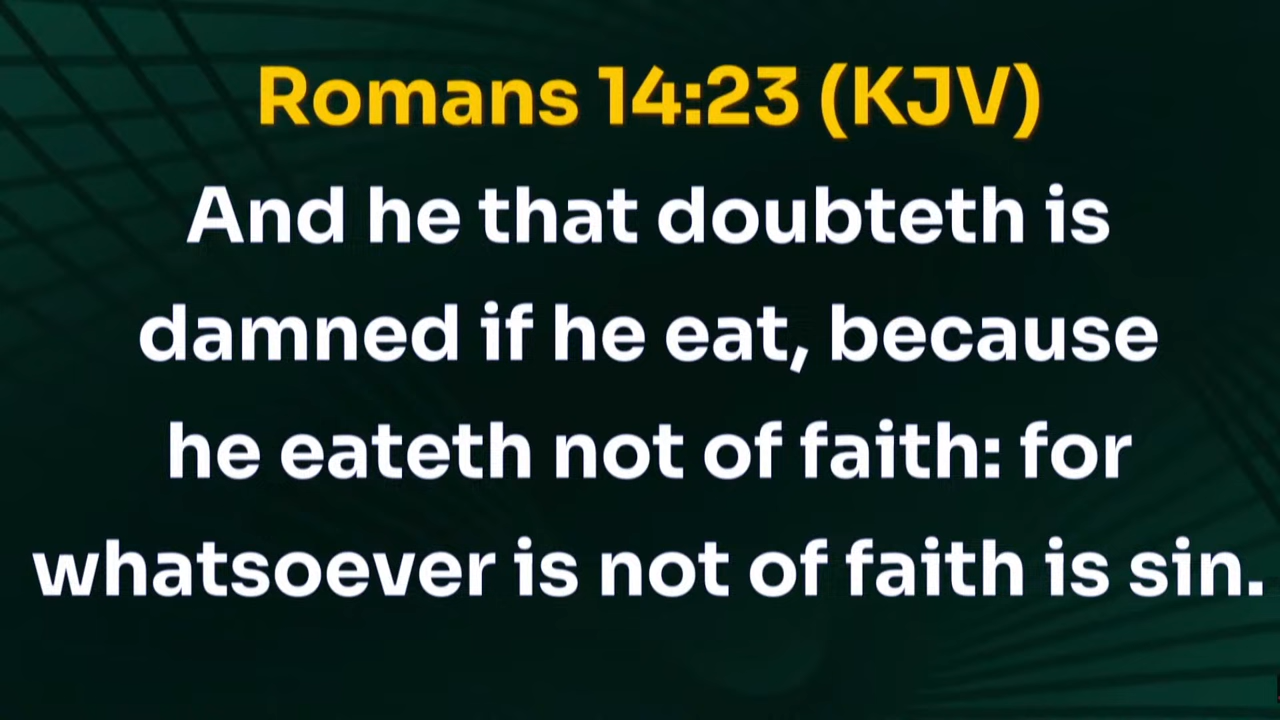 Romans 14:23 (KJV)
And he that doubteth is
damned if he eat, because
he eateth not of faith: for
whatsoever is not of faith is sin.